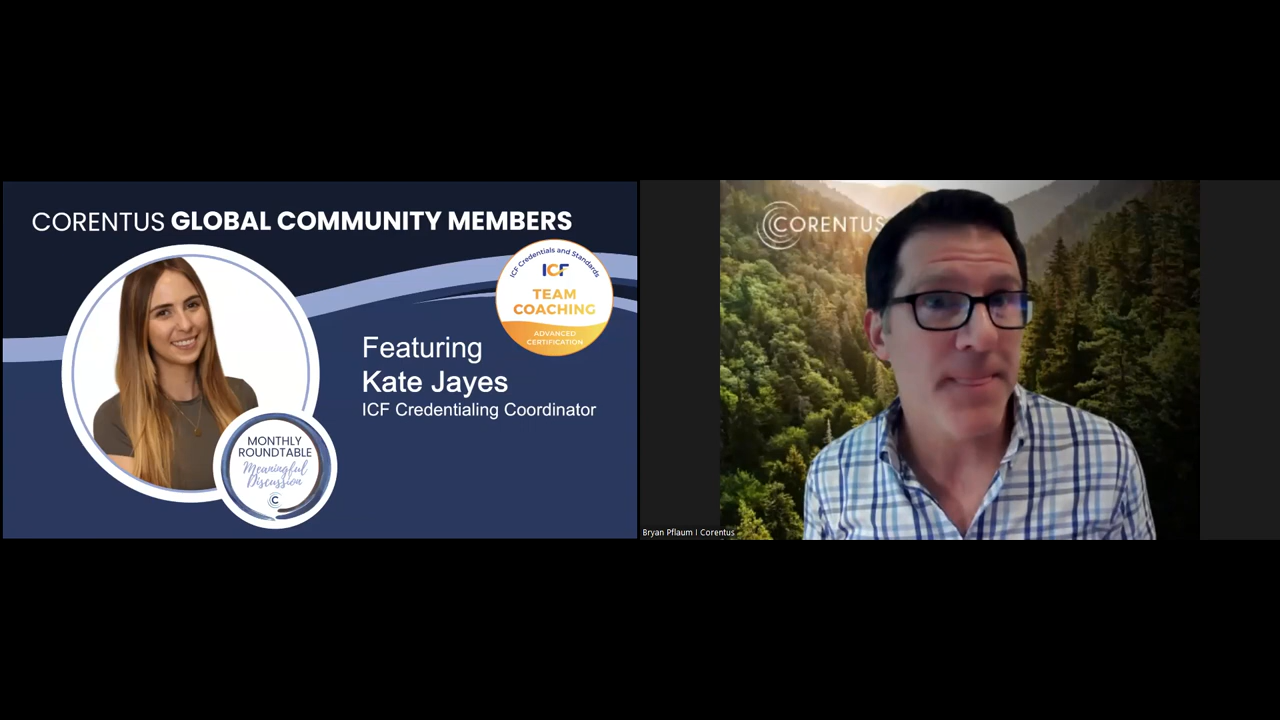 CORENTUS GLOBAL COMMUNITY MEMBERS
ICF Credentials and Standards
ICF
TEAM
COACHING
ADVANCED
CERTIFICATION
Featuring
Kate Jayes
ICF Credentialing Coordinator
MONTHLY
ROUNDTABLE
Meaningful
Discussion
C
CORENTUS
Bryan Pflaum | Corentus